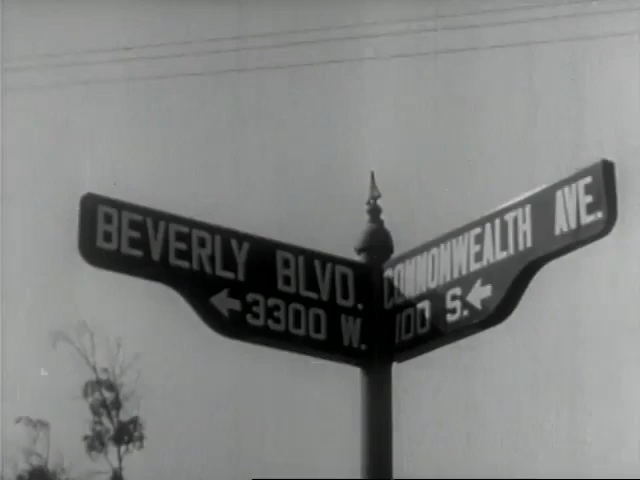 BEVERLY BLVD.
← 3300 W.
COMMONWEALTH AVE.
100 S. ←